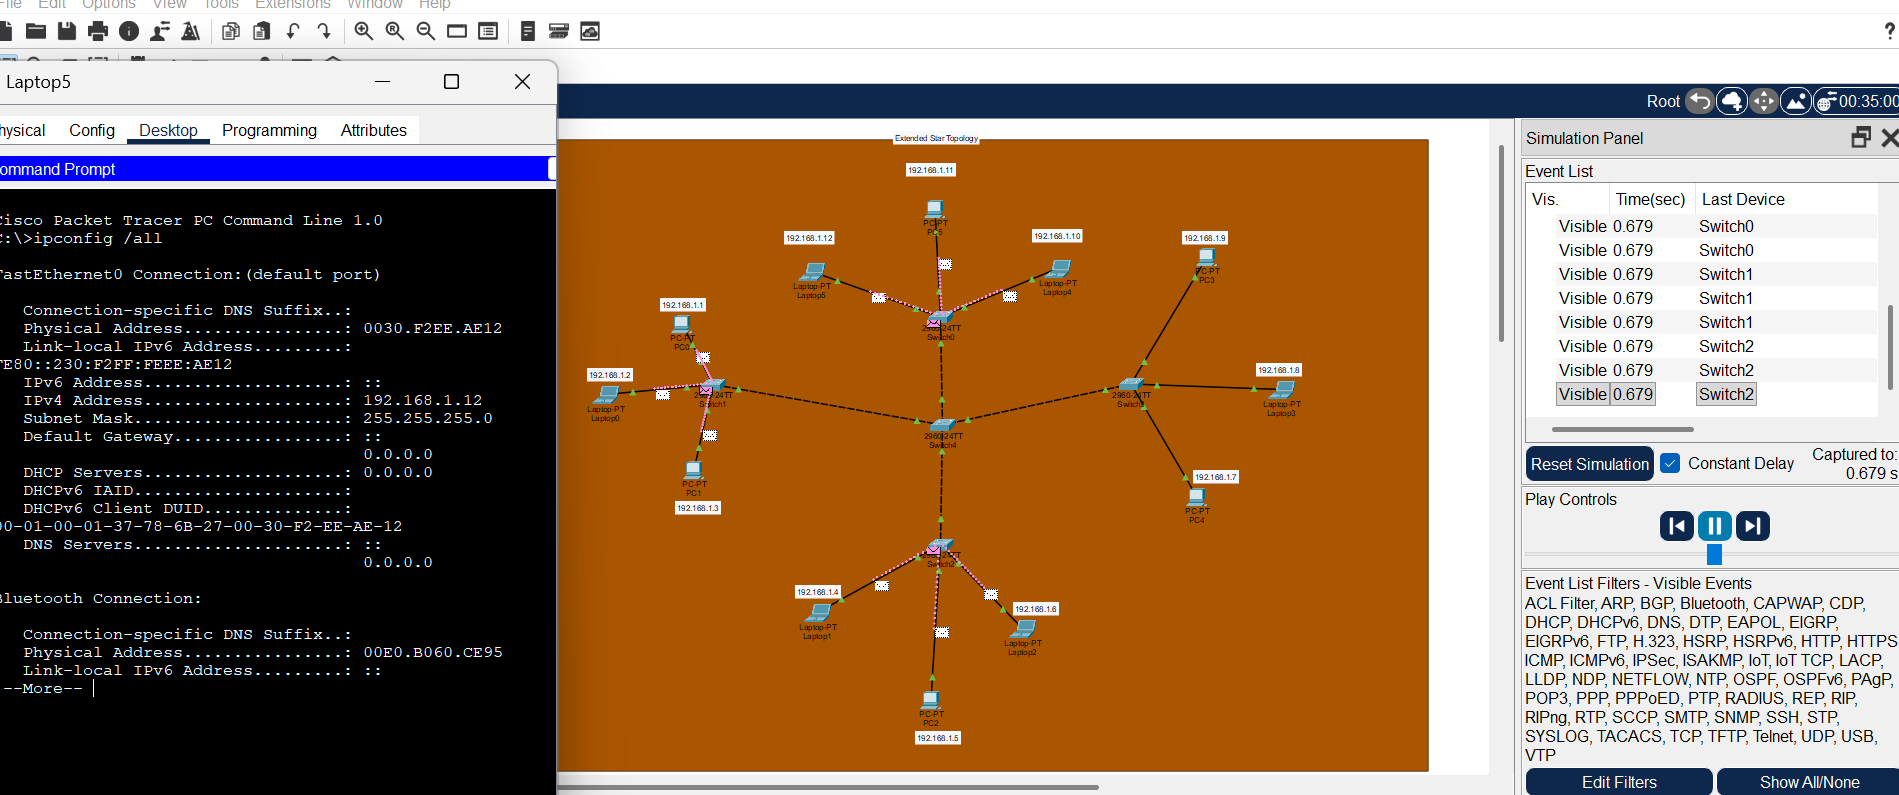 File Edit Options View Tools Extensions Window Help
?
Laptop5
hysical Config Desktop Programming Attributes
ommand Prompt
Cisco Packet Tracer PC Command Line 1.0
C:\>ipconfig /all
FastEthernet0 Connection:(default port)
Connection-specific DNS Suffix..:
Physical Address................: 0030.F2EE.AE12
Link-local IPv6 Address.........:
FE80::230:F2FF:FEEE:AE12
IPv6 Address....................: ::
IPv4 Address....................: 192.168.1.12
Subnet Mask.....................: 255.255.255.0
Default Gateway.................: ::
0.0.0.0
DHCP Servers....................: 0.0.0.0
DHCPv6 IAID.....................:
DHCPv6 Client DUID..............:
00-01-00-01-37-78-6B-27-00-30-F2-EE-AE-12
DNS Servers.....................: ::
0.0.0.0
Bluetooth Connection:
Connection-specific DNS Suffix..:
Physical Address................: 00E0.B060.CE95
Link-local IPv6 Address.........: ::
--More--
Root
00:35:00
Extended Star Topology
192.168.1.11
PC-PT
PC5
192.168.1.12
Laptop-PT
Laptop5
192.168.1.10
Laptop-PT
Laptop4
2960-24TT
Switch0
192.168.1.9
PC-PT
PC3
192.168.1.1
PC-PT
PC0
192.168.1.2
Laptop-PT
Laptop0
2960-24TT
Switch1
PC-PT
PC1
192.168.1.3
2960-24TT
Switch4
2960-24TT
192.168.1.8
Laptop-PT
Laptop3
192.168.1.7
PC-PT
PC4
2960-24TT
Switch2
192.168.1.4
Laptop-PT
Laptop1
192.168.1.6
Laptop-PT
Laptop2
PC-PT
PC2
192.168.1.5
Simulation Panel
Event List
Vis. Time(sec) Last Device
Visible 0.679 Switch0
Visible 0.679 Switch0
Visible 0.679 Switch1
Visible 0.679 Switch1
Visible 0.679 Switch1
Visible 0.679 Switch2
Visible 0.679 Switch2
Visible 0.679 Switch2
Reset Simulation Constant Delay Captured to:
0.679 s
Play Controls
Event List Filters - Visible Events
ACL Filter, ARP, BGP, Bluetooth, CAPWAP, CDP,
DHCP, DHCPv6, DNS, DTP, EAPOL, EIGRP,
EIGRPv6, FTP, H.323, HSRP, HSRPv6, HTTP, HTTPS
ICMP, ICMPv6, IPSec, ISAKMP, IoT, IoT TCP, LACP,
LLDP, NDP, NETFLOW, NTP, OSPF, OSPFv6, PAgP,
POP3, PPP, PPPoED, PTP, RADIUS, REP, RIP,
RIPng, RTP, SCCP, SMTP, SNMP, SSH, STP,
SYSLOG, TACACS, TCP, TFTP, Telnet, UDP, USB,
VTP
Edit Filters Show All/None